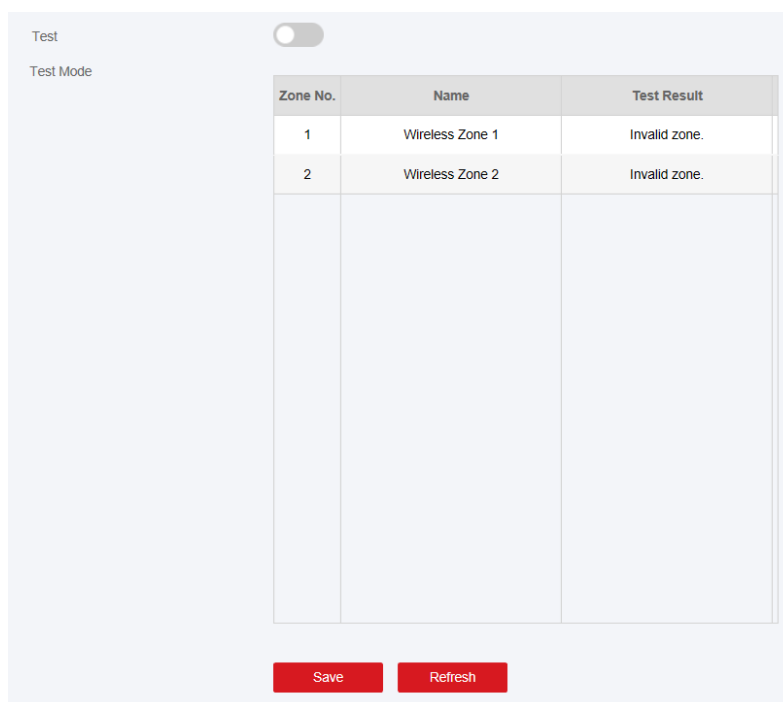 Test
Test Mode
Zone No. Name Test Result
1 Wireless Zone 1 Invalid zone.
2 Wireless Zone 2 Invalid zone.
Save Refresh